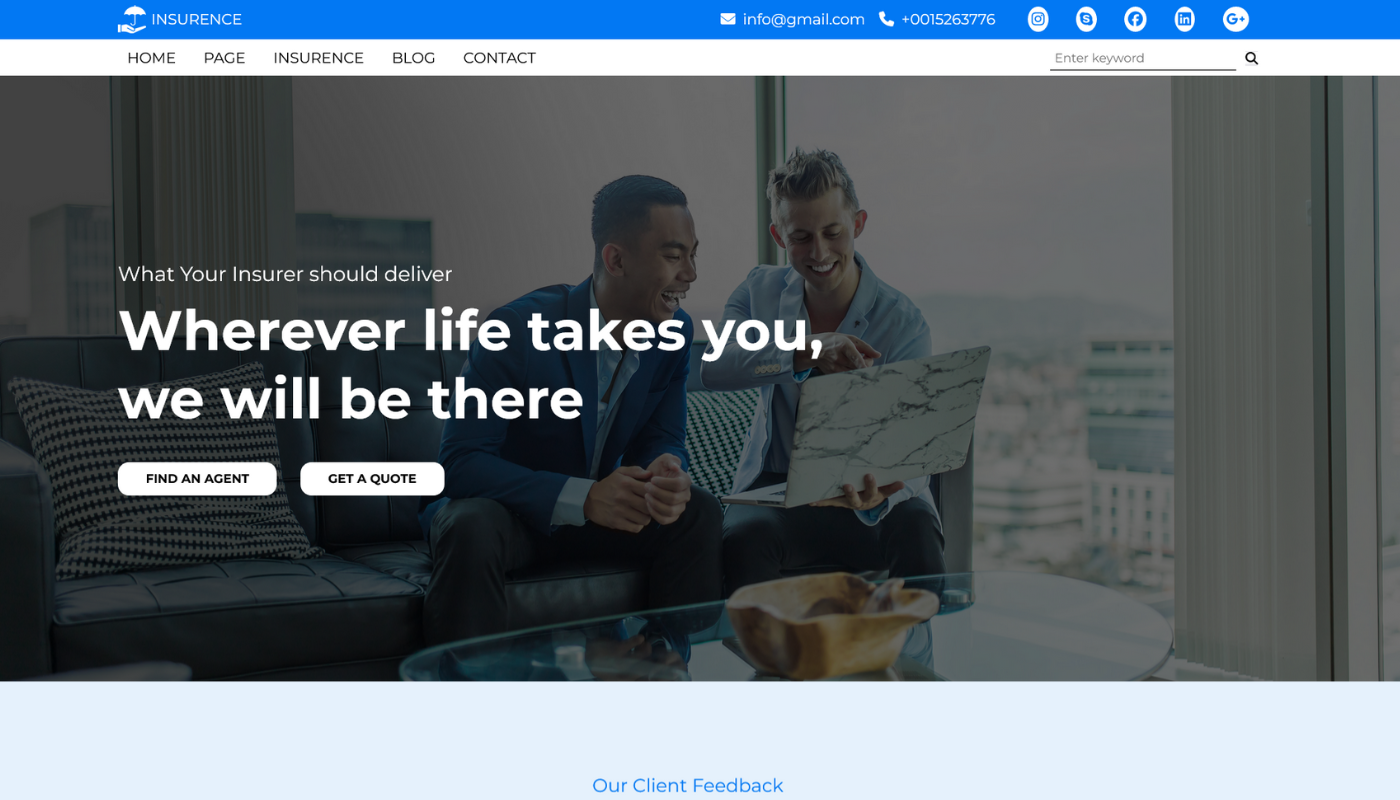 INSURENCE
info@gmail.com +0015263776
HOME PAGE INSURENCE BLOG CONTACT
Enter keyword
What Your Insurer should deliver
Wherever life takes you,
we will be there
FIND AN AGENT GET A QUOTE
Our Client Feedback